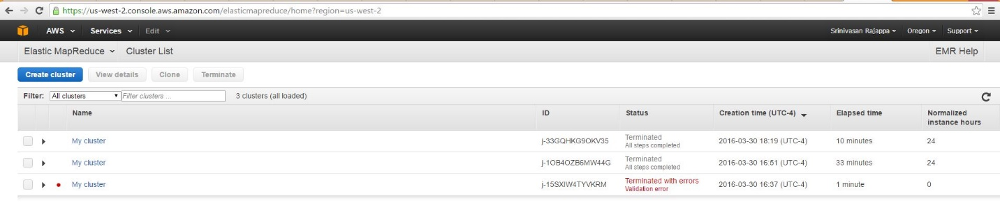 https://us-west-2.console.aws.amazon.com/elasticmapreduce/home?region=us-west-2
AWS Services Edit Srinivasan Rajappa Oregon Support
Elastic MapReduce Cluster List EMR Help
Create cluster View details Clone Terminate
Filter: All clusters Filter clusters ... 3 clusters (all loaded)
Name ID Status Creation time (UTC-4) Elapsed time Normalized instance hours
My cluster j-33GQHKG9OKV35 Terminated 2016-03-30 18:19 (UTC-4) 10 minutes 24
All steps completed
My cluster j-1OB4OZB6MW44G Terminated 2016-03-30 16:51 (UTC-4) 33 minutes 24
All steps completed
My cluster j-15SXIW4TYVKRM Terminated with errors 2016-03-30 16:37 (UTC-4) 1 minute 0
Validation error